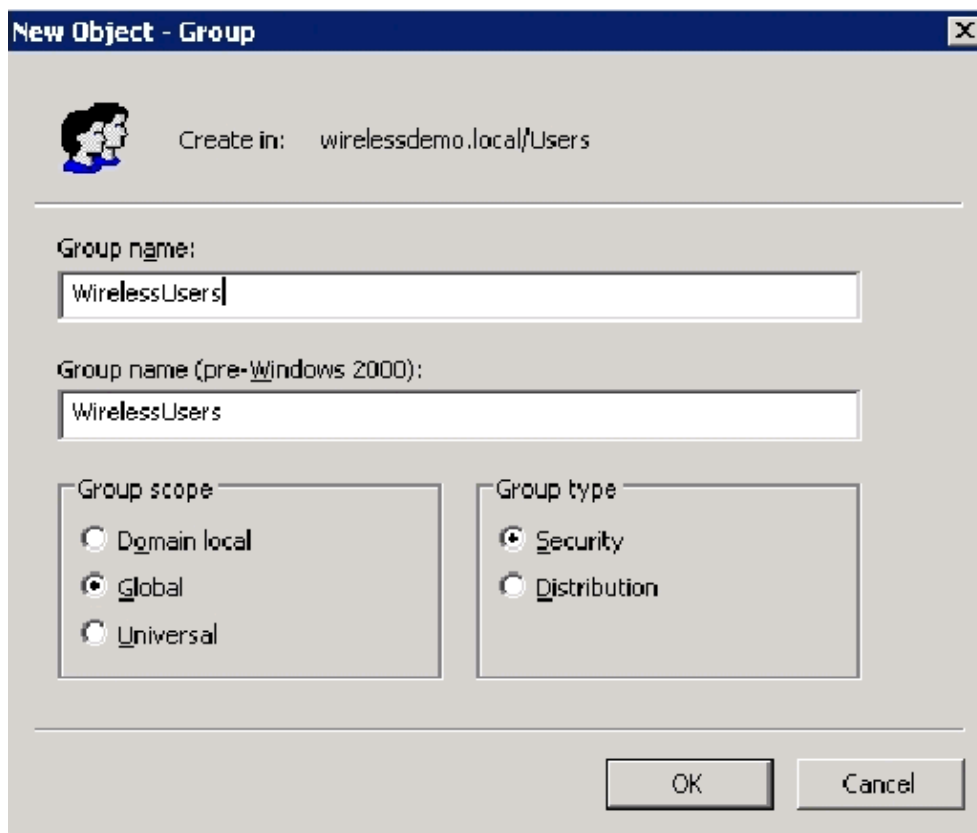 New Object - Group
Create in: wirelessdemo.local/Users
Group name:
WirelessUsers
Group name (pre-Windows 2000):
WirelessUsers
Group scope
Domain local
Global
Universal
Group type
Security
Distribution
OK
Cancel